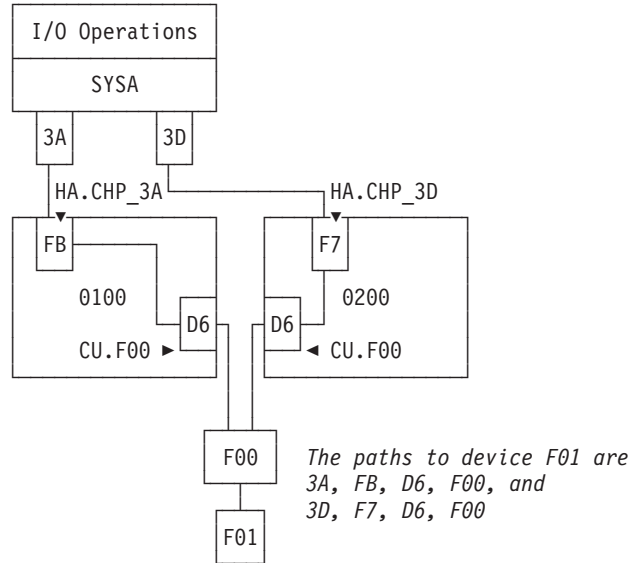 I/O Operations
SYSA
3A 3D
HA.CHP_3A HA.CHP_3D
FB F7
0100 0200
D6 D6
CU.F00 CU.F00
F00
The paths to device F01 are
3A, FB, D6, F00, and
3D, F7, D6, F00
F01